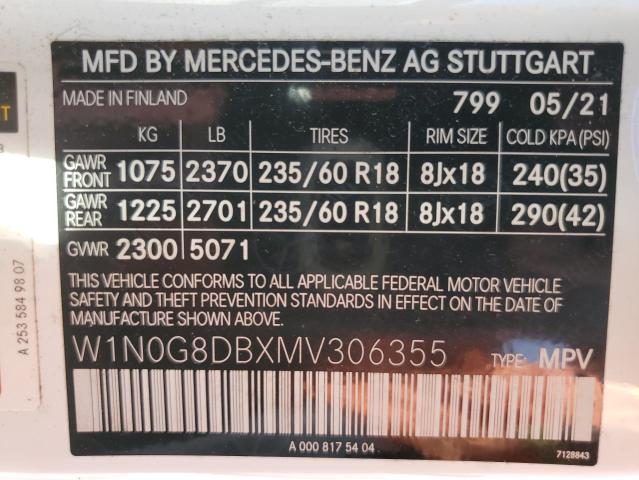 MFD BY MERCEDES-BENZ AG STUTTGART
MADE IN FINLAND 799 05/21
KG LB TIRES RIM SIZE COLD KPA (PSI)
GAWR FRONT 1075 2370 235/60 R18 8Jx18 240(35)
GAWR REAR 1225 2701 235/60 R18 8Jx18 290(42)
GVWR 2300 5071
THIS VEHICLE CONFORMS TO ALL APPLICABLE FEDERAL MOTOR VEHICLE
SAFETY AND THEFT PREVENTION STANDARDS IN EFFECT ON THE DATE OF
MANUFACTURE SHOWN ABOVE.
W1N0G8DBXMV306355 TYPE: MPV
A 000 817 54 04
7128843
A 253 584 98 07